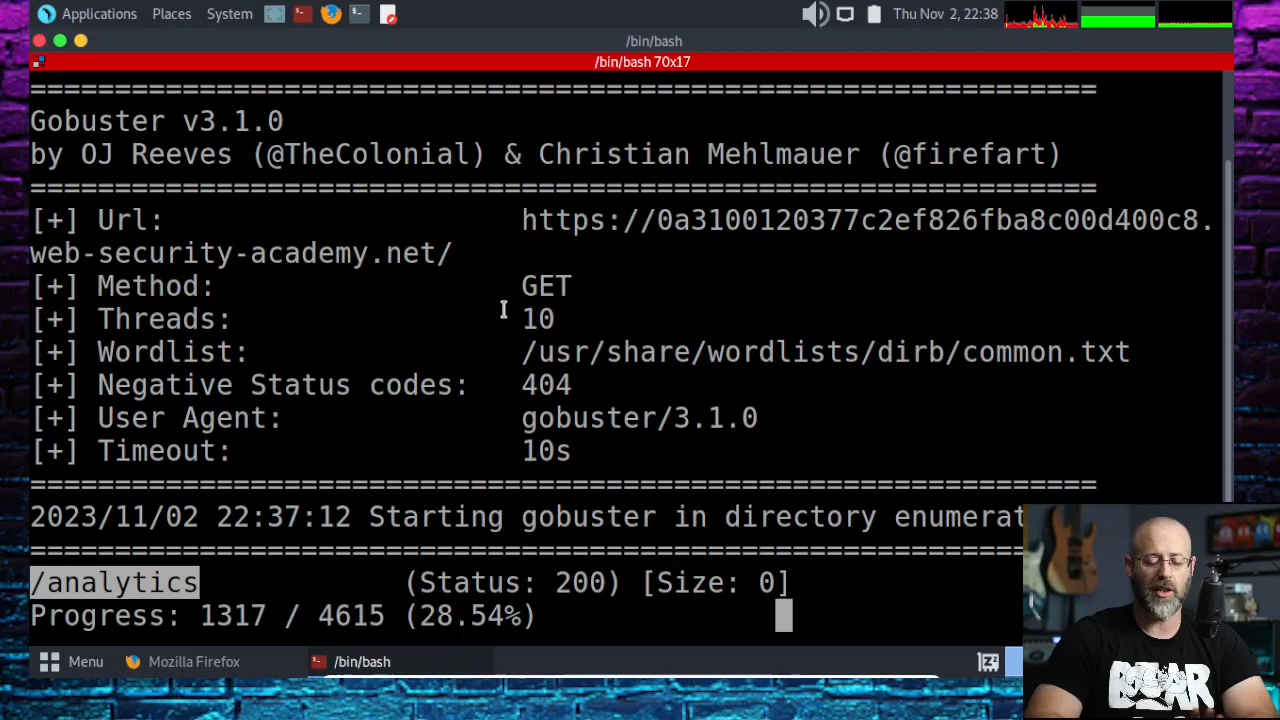 Applications Places System Thu Nov 2, 22:38
/bin/bash
/bin/bash 70x17
================================================================
Gobuster v3.1.0
by OJ Reeves (@TheColonial) & Christian Mehlmauer (@firefart)
================================================================
[+] Url: https://0a3100120377c2ef826fba8c00d400c8.
web-security-academy.net/
[+] Method: GET
[+] Threads: 10
[+] Wordlist: /usr/share/wordlists/dirb/common.txt
[+] Negative Status codes: 404
[+] User Agent: gobuster/3.1.0
[+] Timeout: 10s
================================================================
2023/11/02 22:37:12 Starting gobuster in directory enumerat
================================================================
/analytics (Status: 200) [Size: 0]
Progress: 1317 / 4615 (28.54%)
Menu Mozilla Firefox /bin/bash